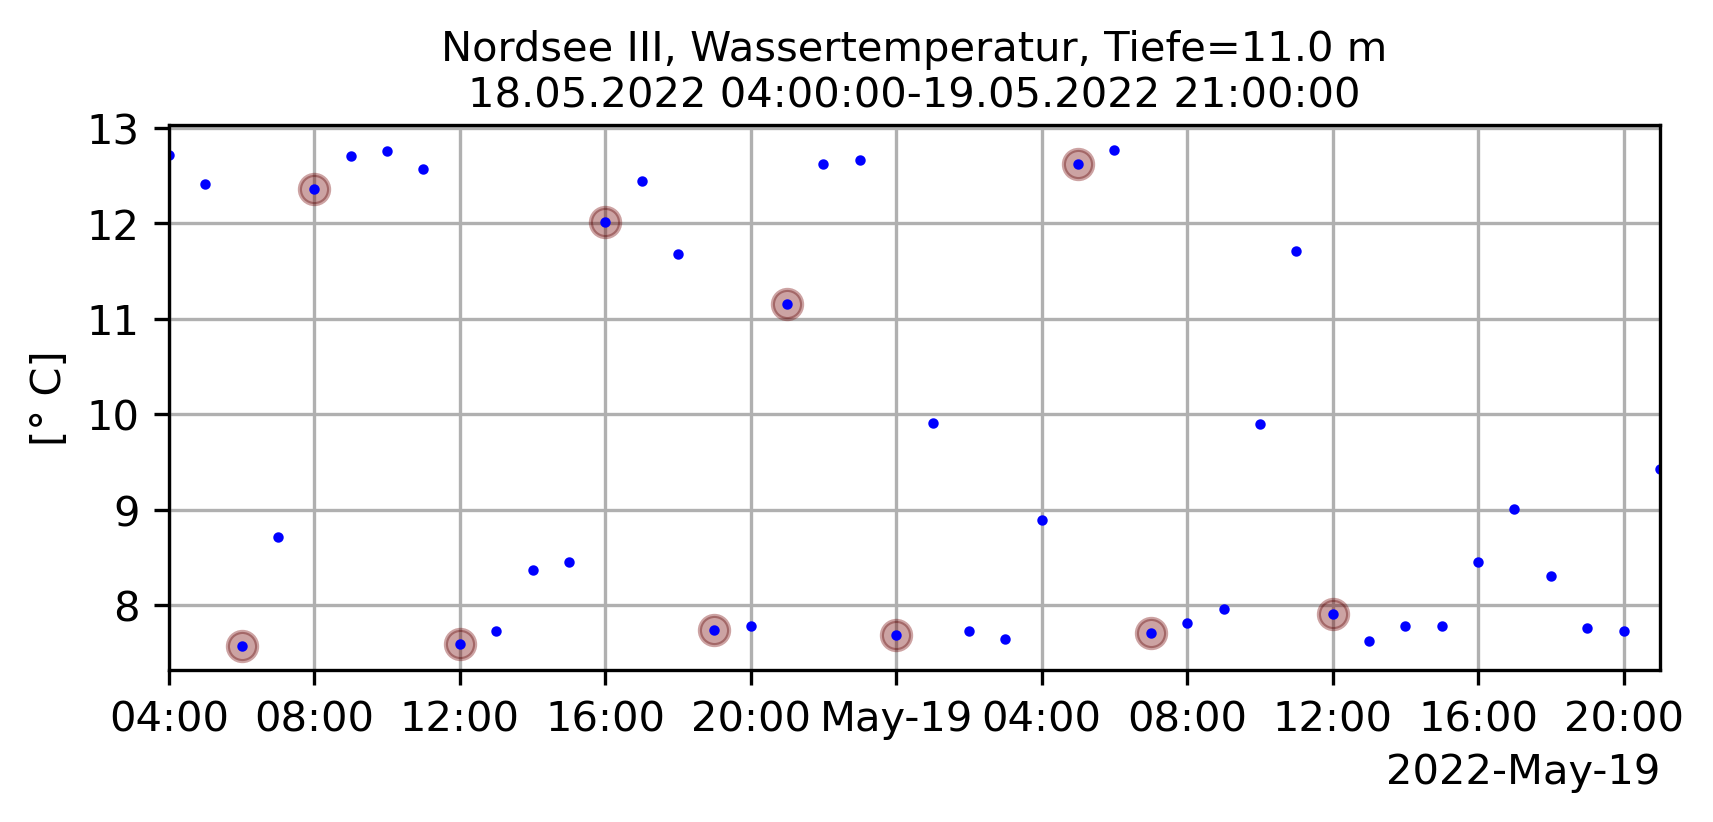 Nordsee III, Wassertemperatur, Tiefe=11.0 m
18.05.2022 04:00:00-19.05.2022 21:00:00
13
12
11
10
9
8
[° C]
04:00 08:00 12:00 16:00 20:00 May-19 04:00 08:00 12:00 16:00 20:00
2022-May-19